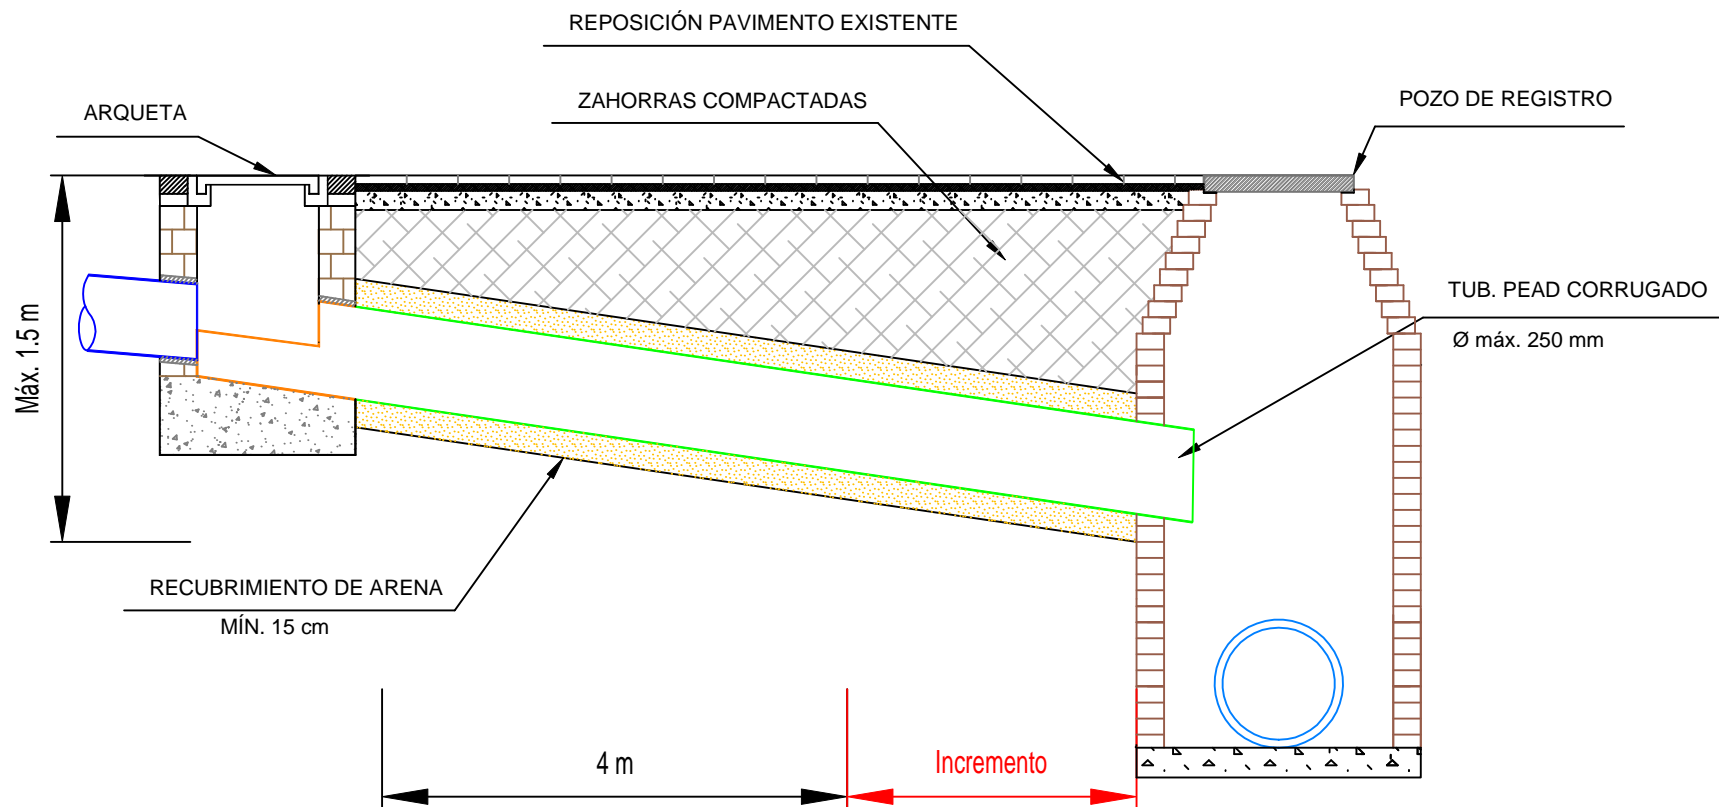 REPOSICIÓN PAVIMENTO EXISTENTE
ZAHORRAS COMPACTADAS
POZO DE REGISTRO
ARQUETA
TUB. PEAD CORRUGADO
Ø máx. 250 mm
Máx. 1.5 m
RECUBRIMIENTO DE ARENA
MÍN. 15 cm
4 m
Incremento